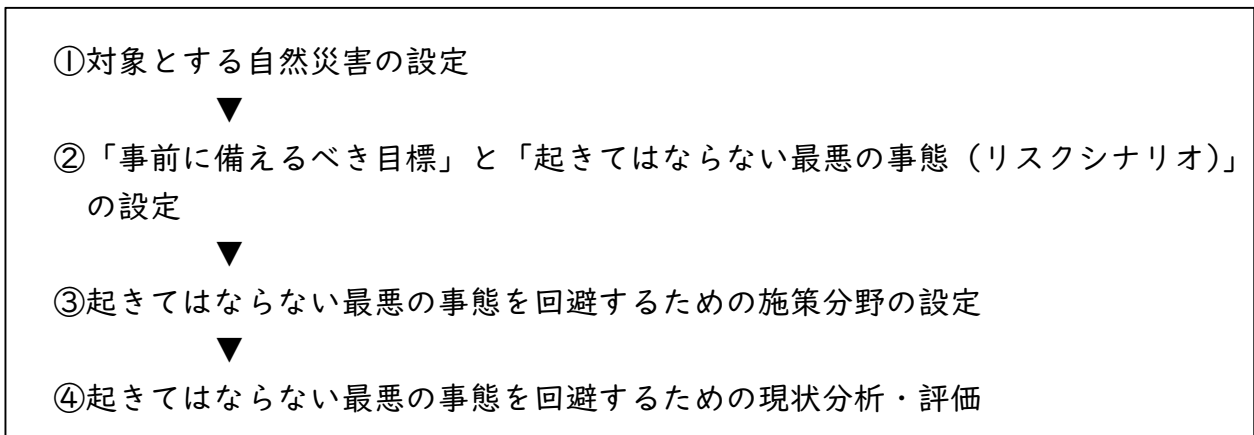 ①対象とする自然災害の設定
▼
②「事前に備えるべき目標」と「起きてはならない最悪の事態（リスクシナリオ）」
の設定
▼
③起きてはならない最悪の事態を回避するための施策分野の設定
▼
④起きてはならない最悪の事態を回避するための現状分析・評価